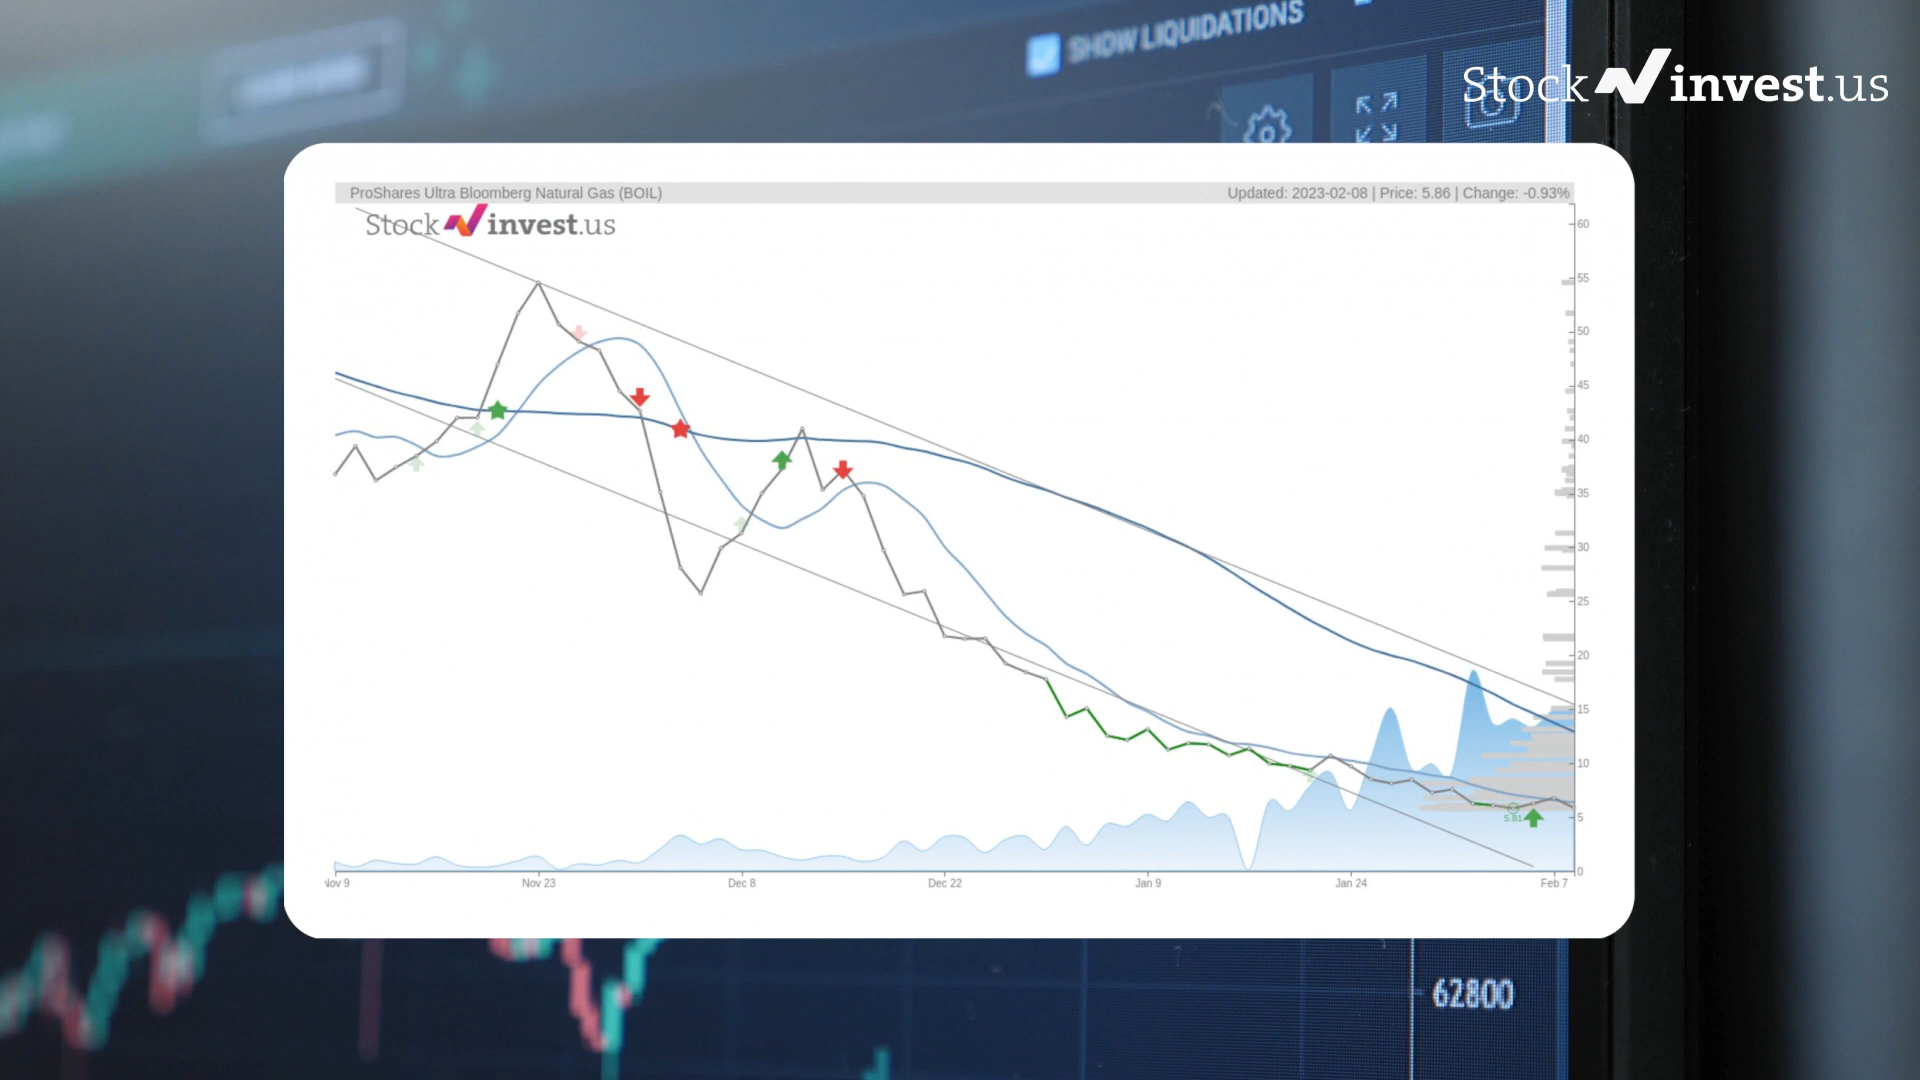 SHOW LIQUIDATIONS
Stock invest.us
ProShares Ultra Bloomberg Natural Gas (BOIL)
Updated: 2023-02-08 | Price: 5.86 | Change: -0.93%
Stock invest.us
60
55
50
45
40
35
30
25
20
15
10
5
0
5.81
Nov 9
Nov 23
Dec 8
Dec 22
Jan 9
Jan 24
Feb 7
62800